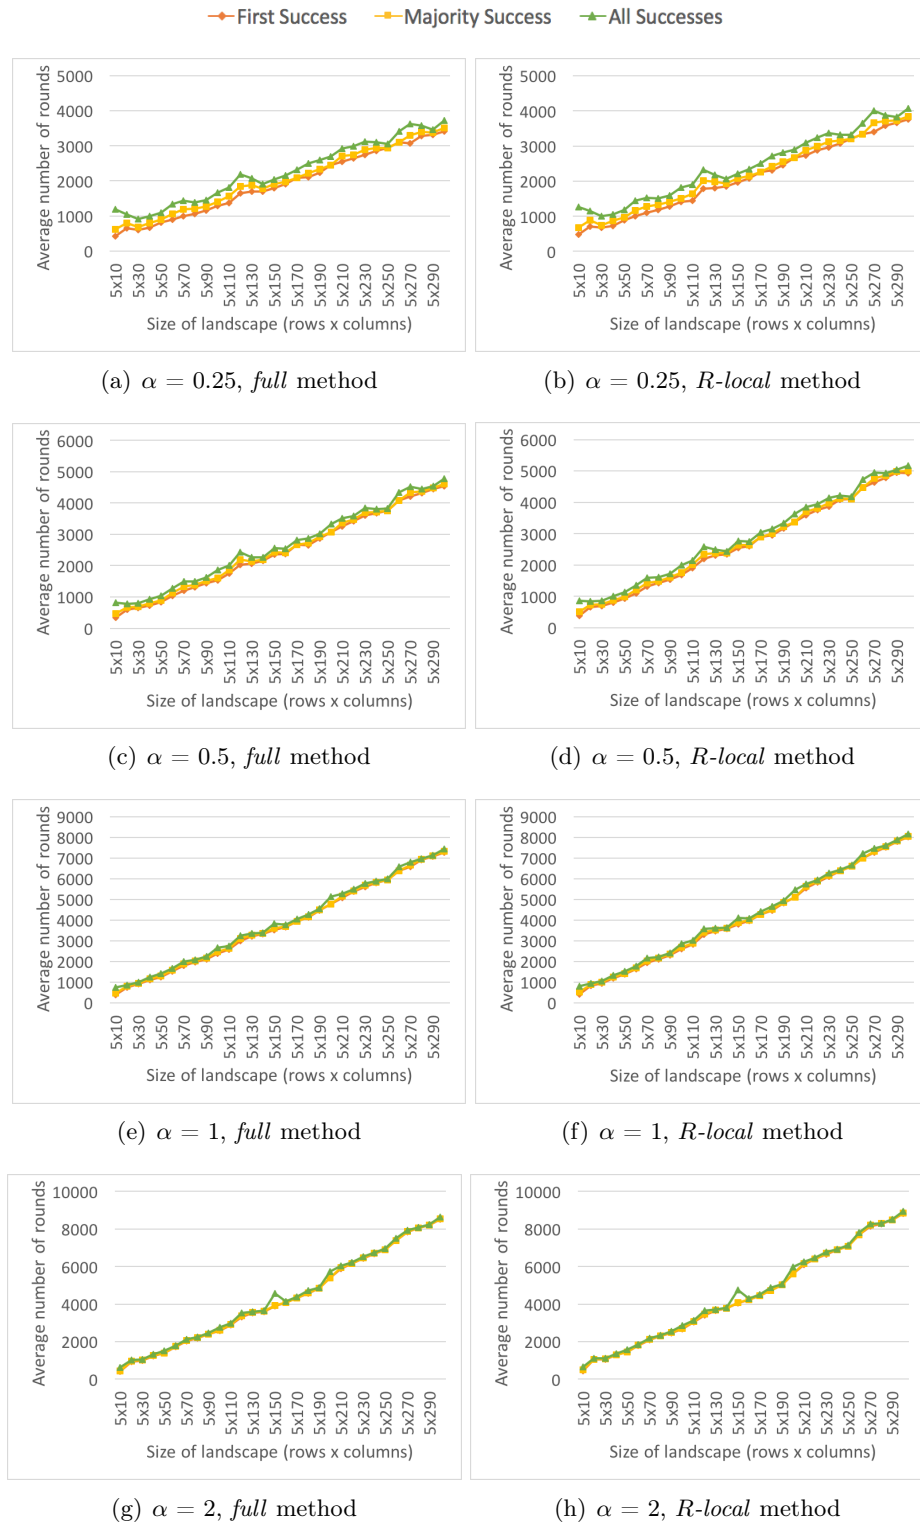 First Success Majority Success All Successes
Average number of rounds
5000
4000
3000
2000
1000
0
5x10 5x30 5x50 5x70 5x90 5x110 5x130 5x150 5x170 5x190 5x210 5x230 5x250 5x270 5x290
Size of landscape (rows x columns)
(a) α = 0.25, full method
Average number of rounds
5000
4000
3000
2000
1000
0
5x10 5x30 5x50 5x70 5x90 5x110 5x130 5x150 5x170 5x190 5x210 5x230 5x250 5x270 5x290
Size of landscape (rows x columns)
(b) α = 0.25, R-local method
Average number of rounds
6000
5000
4000
3000
2000
1000
0
5x10 5x30 5x50 5x70 5x90 5x110 5x130 5x150 5x170 5x190 5x210 5x230 5x250 5x270 5x290
Size of landscape (rows x columns)
(c) α = 0.5, full method
Average number of rounds
6000
5000
4000
3000
2000
1000
0
5x10 5x30 5x50 5x70 5x90 5x110 5x130 5x150 5x170 5x190 5x210 5x230 5x250 5x270 5x290
Size of landscape (rows x columns)
(d) α = 0.5, R-local method
Average number of rounds
9000
8000
7000
6000
5000
4000
3000
2000
1000
0
5x10 5x30 5x50 5x70 5x90 5x110 5x130 5x150 5x170 5x190 5x210 5x230 5x250 5x270 5x290
Size of landscape (rows x columns)
(e) α = 1, full method
Average number of rounds
9000
8000
7000
6000
5000
4000
3000
2000
1000
0
5x10 5x30 5x50 5x70 5x90 5x110 5x130 5x150 5x170 5x190 5x210 5x230 5x250 5x270 5x290
Size of landscape (rows x columns)
(f) α = 1, R-local method
Average number of rounds
10000
8000
6000
4000
2000
0
5x10 5x30 5x50 5x70 5x90 5x110 5x130 5x150 5x170 5x190 5x210 5x230 5x250 5x270 5x290
Size of landscape (rows x columns)
(g) α = 2, full method
Average number of rounds
10000
8000
6000
4000
2000
0
5x10 5x30 5x50 5x70 5x90 5x110 5x130 5x150 5x170 5x190 5x210 5x230 5x250 5x270 5x290
Size of landscape (rows x columns)
(h) α = 2, R-local method